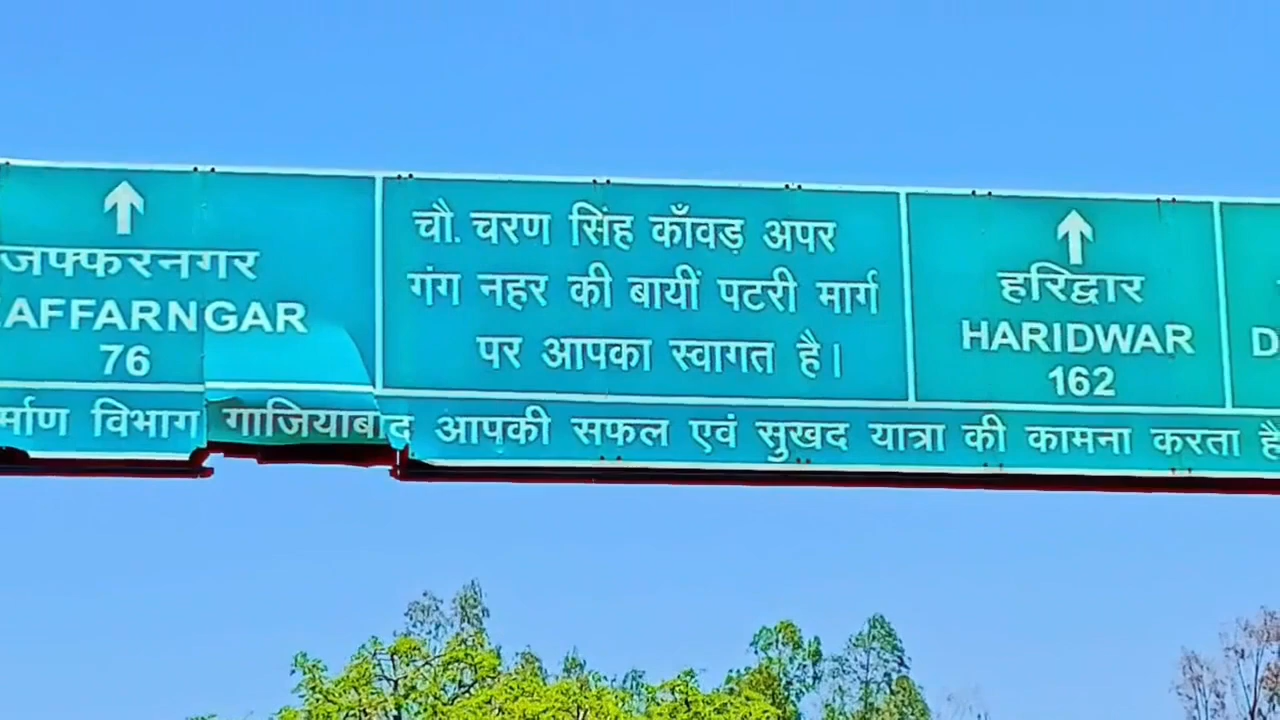 जफ्फरनगर
AFFARNGAR
76
चौ. चरण सिंह काँवड़ अपर
गंग नहर की बायीं पटरी मार्ग
पर आपका स्वागत है।
हरिद्वार
HARIDWAR
162
D
र्माण विभाग गाजियाबाद आपकी सफल एवं सुखद यात्रा की कामना करता है